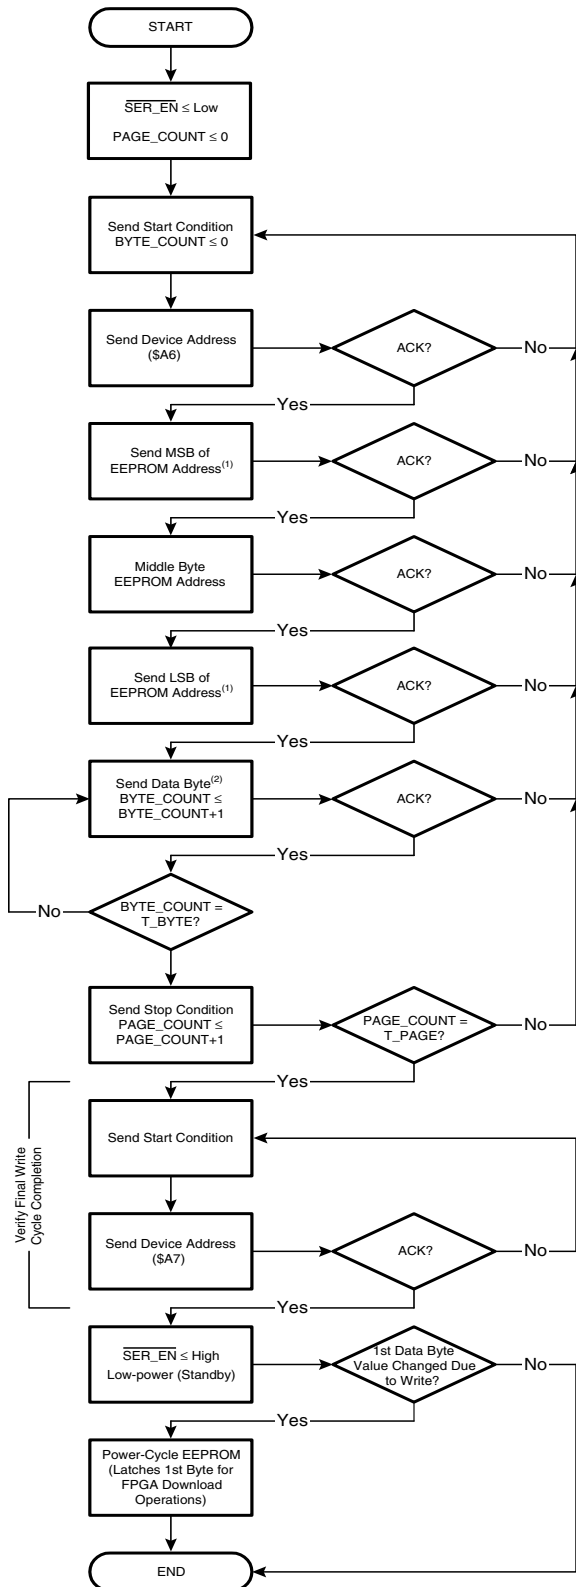 START
SER_EN ≤ Low
PAGE_COUNT ≤ 0
Send Start Condition
BYTE_COUNT ≤ 0
Send Device Address
($A6)
ACK?
No
Yes
Send MSB of
EEPROM Address(1)
ACK?
No
Yes
Middle Byte
EEPROM Address
ACK?
No
Yes
Send LSB of
EEPROM Address(1)
ACK?
No
Yes
Send Data Byte(2)
BYTE_COUNT ≤
BYTE_COUNT+1
ACK?
No
Yes
BYTE_COUNT =
T_BYTE?
No
Send Stop Condition
PAGE_COUNT ≤
PAGE_COUNT+1
PAGE_COUNT =
T_PAGE?
No
Yes
Verify Final Write
Cycle Completion
Send Start Condition
Send Device Address
($A7)
ACK?
No
Yes
SER_EN ≤ High
Low-power (Standby)
1st Data Byte
Value Changed Due
to Write?
No
Yes
Power-Cycle EEPROM
(Latches 1st Byte for
FPGA Download
Operations)
END